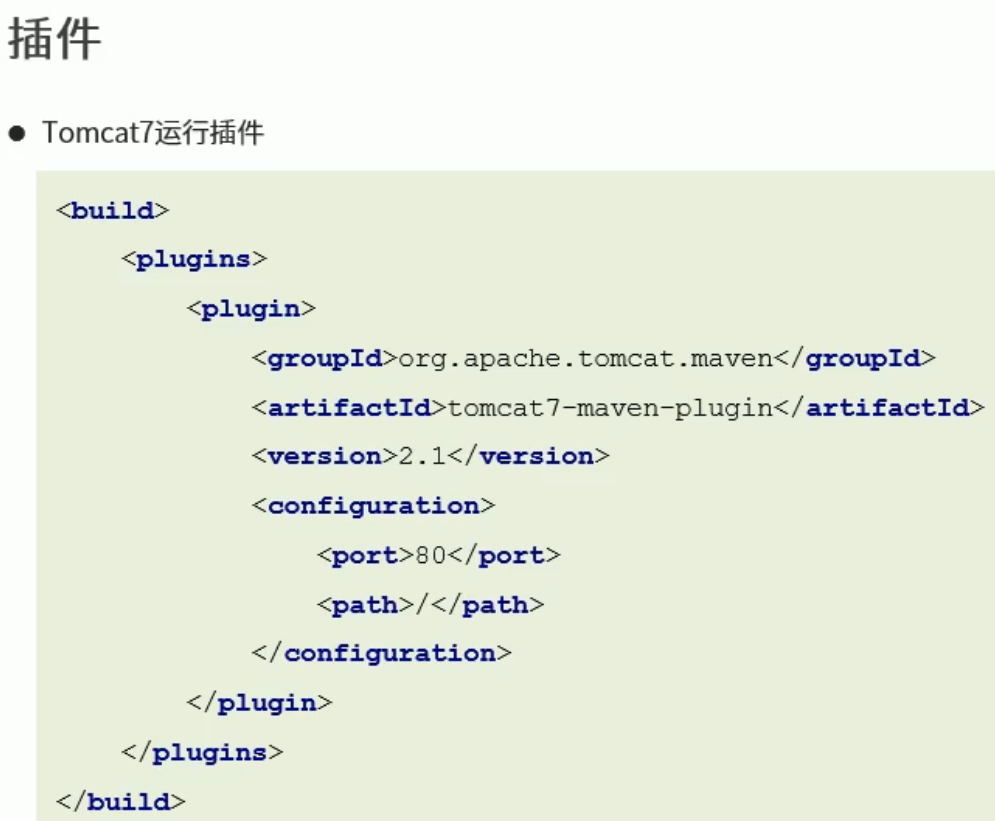 插件
● Tomcat7运行插件
<build>
    <plugins>
        <plugin>
            <groupId>org.apache.tomcat.maven</groupId>
            <artifactId>tomcat7-maven-plugin</artifactId>
            <version>2.1</version>
            <configuration>
                <port>80</port>
                <path>/</path>
            </configuration>
        </plugin>
    </plugins>
</build>